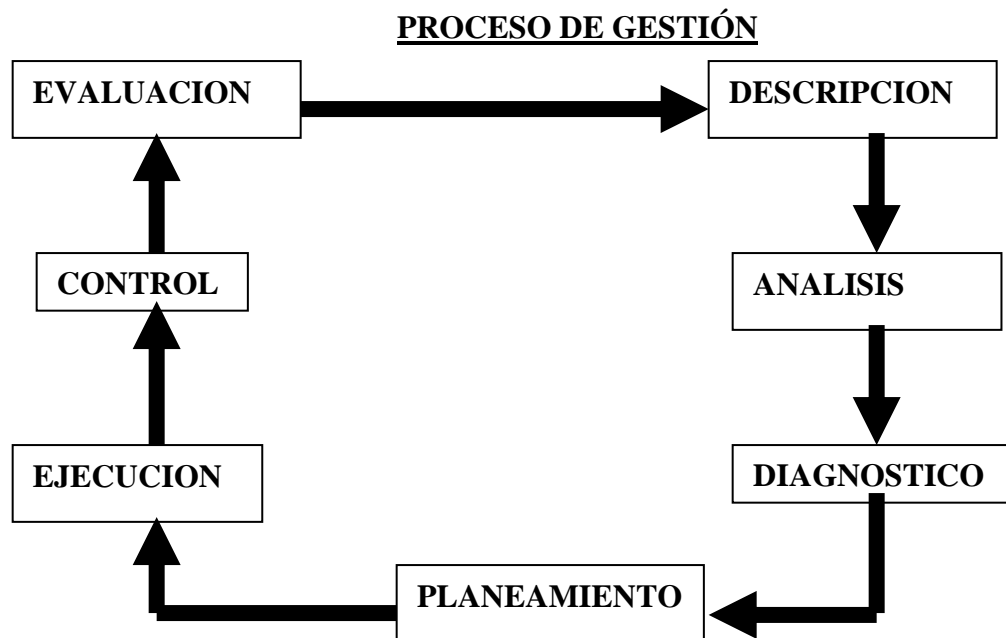 PROCESO DE GESTIÓN
EVALUACION
DESCRIPCION
CONTROL
ANALISIS
EJECUCION
DIAGNOSTICO
PLANEAMIENTO